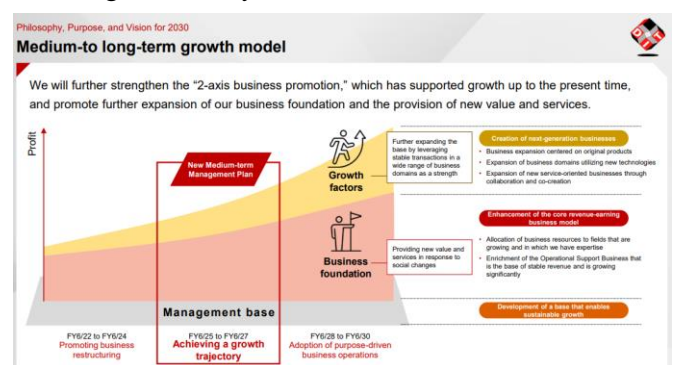 Philosophy, Purpose, and Vision for 2030
Medium-to long-term growth model
DIT
We will further strengthen the “2-axis business promotion,” which has supported growth up to the present time,
and promote further expansion of our business foundation and the provision of new value and services.
Profit
New Medium-term
Management Plan
Growth
factors
Further expanding the
base by leveraging
stable transactions in a
wide range of business
domains as a strength
Creation of next-generation businesses
• Business expansion centered on original products
• Expansion of business domains utilizing new technologies
• Expansion of new service-oriented businesses through
collaboration and co-creation
Business
foundation
Providing new value and
services in response to
social changes
Enhancement of the core revenue-earning
business model
• Allocation of business resources to fields that are
growing and in which we have expertise
• Enrichment of the Operational Support Business that
is the base of stable revenue and is growing
significantly
Management base
Development of a base that enables
sustainable growth
FY6/22 to FY6/24
Promoting business
restructuring
FY6/25 to FY6/27
Achieving a growth
trajectory
FY6/28 to FY6/30
Adoption of purpose-driven
business operations